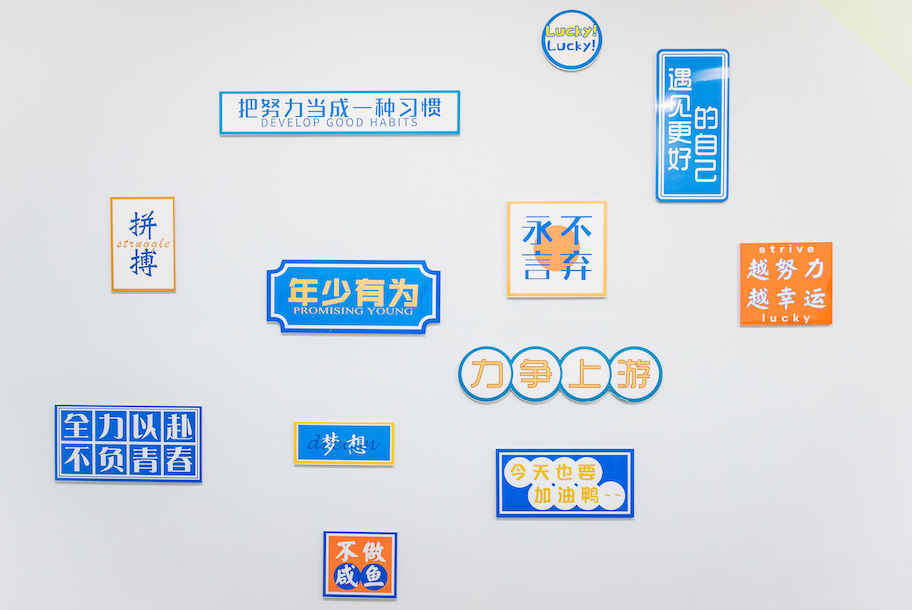 Lucky!
Lucky!
把努力当成一种习惯
DEVELOP GOOD HABITS
遇见更好
的自己
拼
struggle
搏
永不
言弃
strive
越努力
越幸运
lucky
年少有为
PROMISING YOUNG
力争上游
全力以赴
不负青春
梦想
dream
今天也要
加油鸭~~
不做
咸鱼